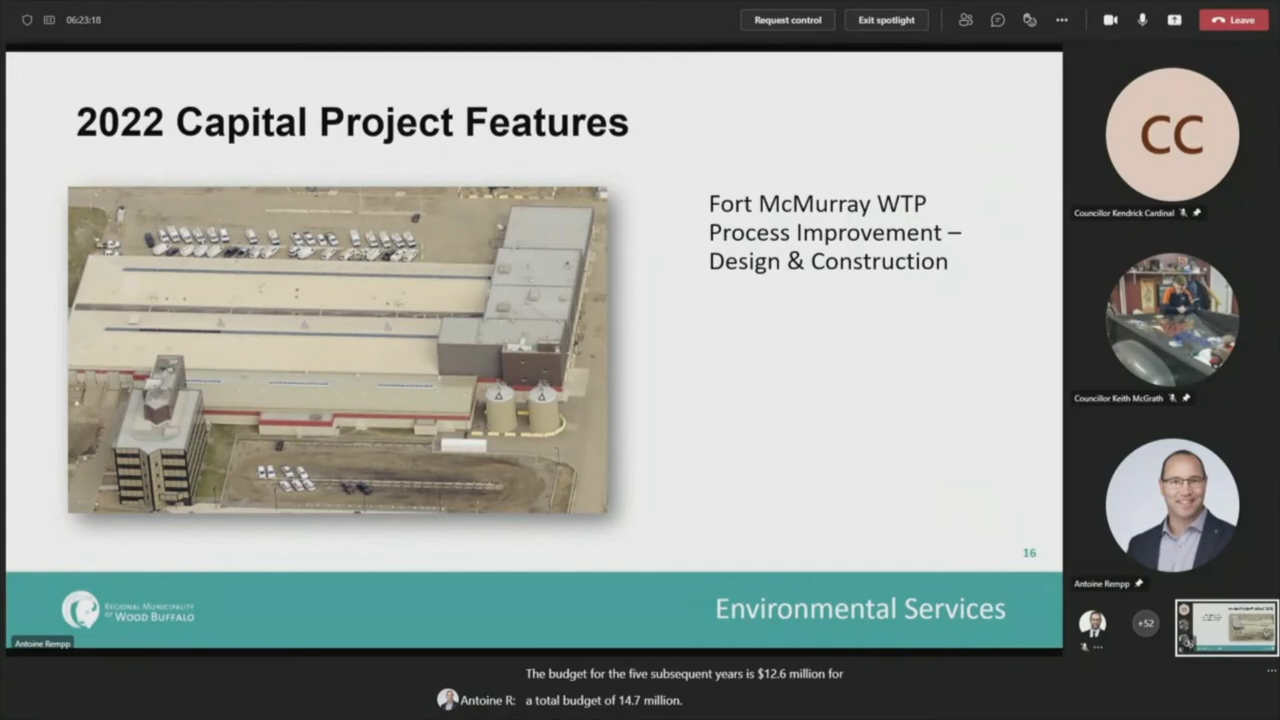 06:23:18
Request control
Exit spotlight
Leave
2022 Capital Project Features
Fort McMurray WTP
Process Improvement –
Design & Construction
16
REGIONAL MUNICIPALITY
OF WOOD BUFFALO
Environmental Services
Antoine Rempp
CC
Councillor Kendrick Cardinal
Councillor Keith McGrath
Antoine Rempp
+52
The budget for the five subsequent years is $12.6 million for
Antoine R: a total budget of 14.7 million.